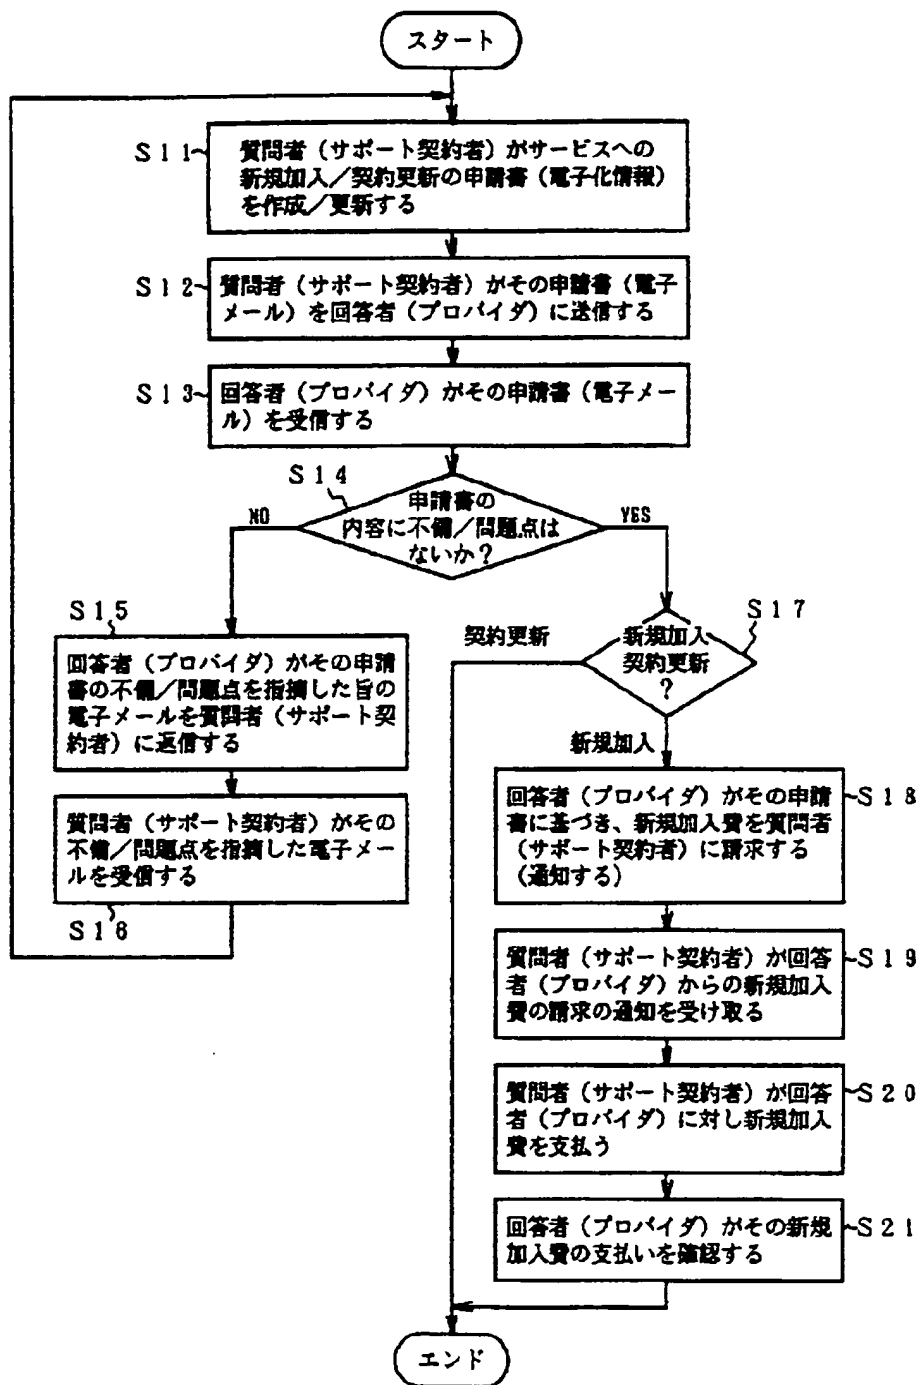 スタート
S11
質問者（サポート契約者）がサービスへの
新規加入／契約更新の申請書（電子化情報）
を作成／更新する
S12
質問者（サポート契約者）がその申請書（電子
メール）を回答者（プロバイダ）に送信する
S13
回答者（プロバイダ）がその申請書（電子メー
ル）を受信する
S14
申請書の
内容に不備／問題点は
ないか？
NO
YES
S15
回答者（プロバイダ）がその申請
書の不備／問題点を指摘した旨の
電子メールを質問者（サポート契
約者）に返信する
質問者（サポート契約者）がその
不備／問題点を指摘した電子メー
ルを受信する
S16
S17
新規加入
契約更新
？
契約更新
新規加入
回答者（プロバイダ）がその申請
書に基づき、新規加入費を質問者
（サポート契約者）に請求する
（通知する）
S18
質問者（サポート契約者）が回答
者（プロバイダ）からの新規加入
費の請求の通知を受け取る
S19
質問者（サポート契約者）が回答
者（プロバイダ）に対し新規加入
費を支払う
S20
回答者（プロバイダ）がその新規
加入費の支払いを確認する
S21
エンド